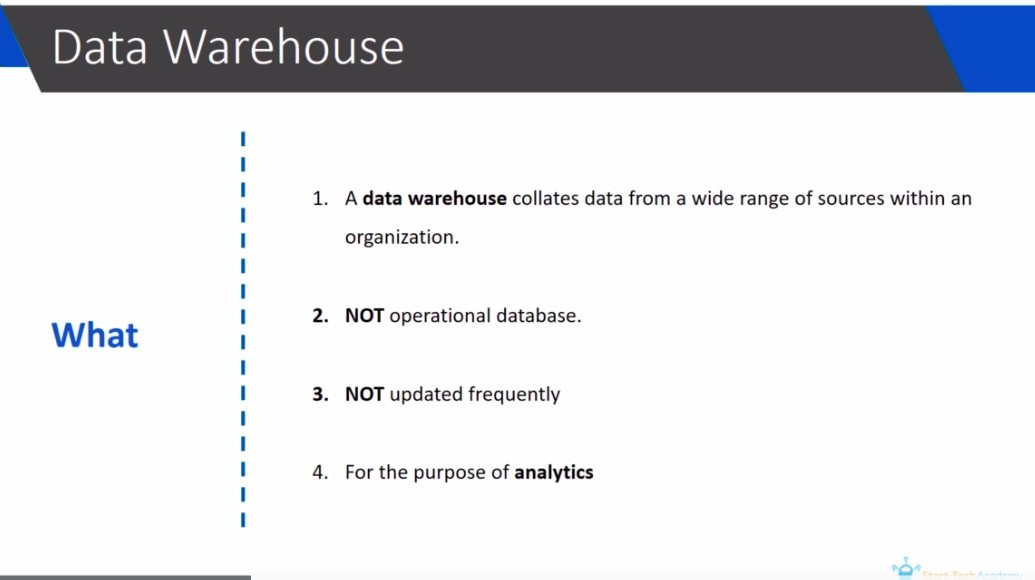 Data Warehouse
What
1. A data warehouse collates data from a wide range of sources within an
organization.
2. NOT operational database.
3. NOT updated frequently
4. For the purpose of analytics
Start-Tech Academy